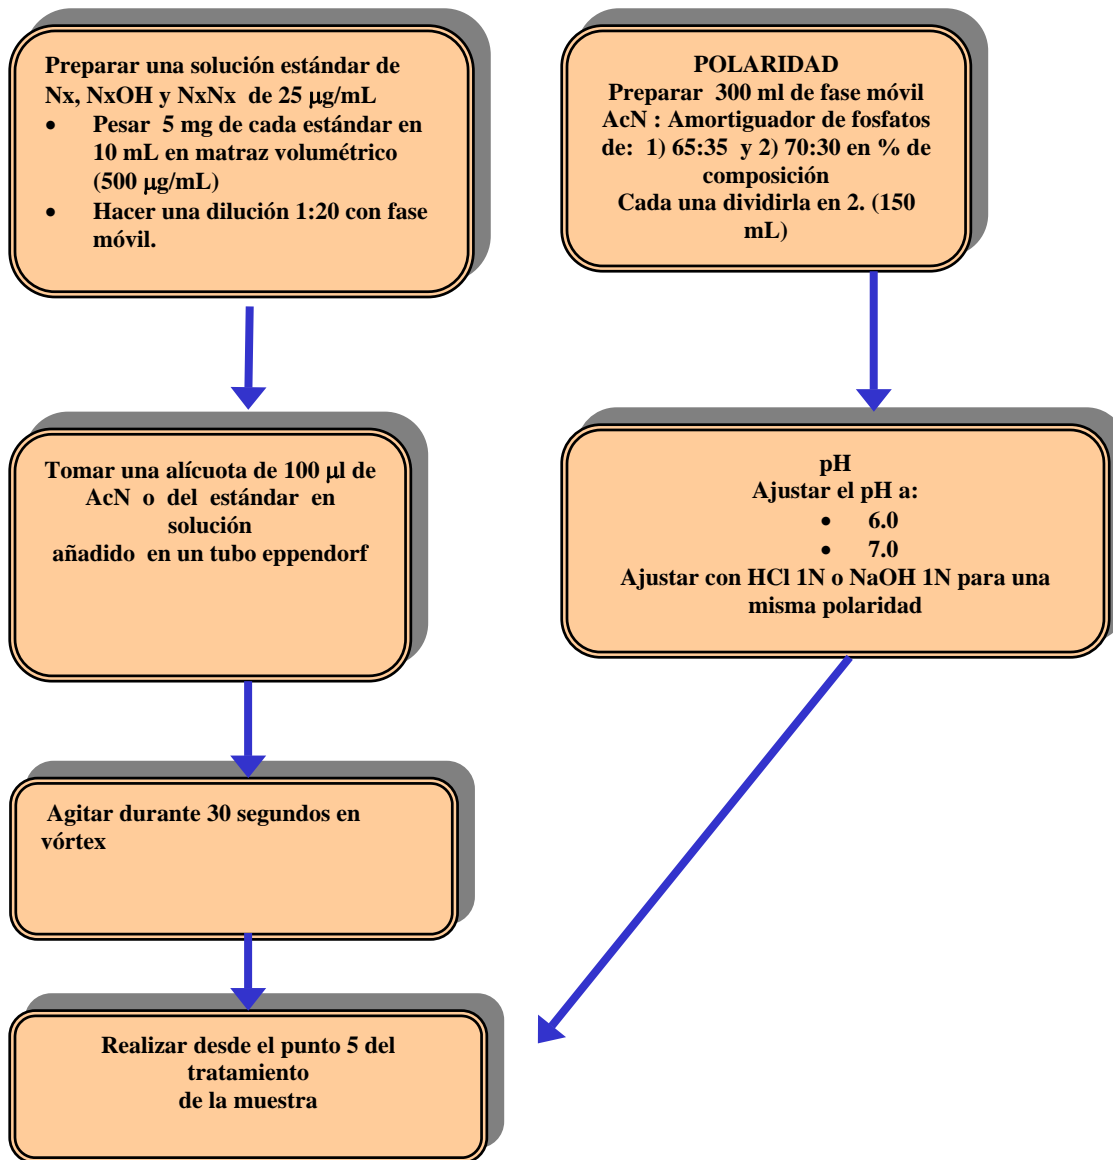 Preparar una solución estándar de
Nx, NxOH y NxNx de 25 µg/mL
• Pesar 5 mg de cada estándar en
10 mL en matraz volumétrico
(500 µg/mL)
• Hacer una dilución 1:20 con fase
móvil.
POLARIDAD
Preparar 300 ml de fase móvil
AcN : Amortiguador de fosfatos
de: 1) 65:35 y 2) 70:30 en % de
composición
Cada una dividirla en 2. (150
mL)
Tomar una alícuota de 100 µl de
AcN o del estándar en
solución
añadido en un tubo eppendorf
pH
Ajustar el pH a:
• 6.0
• 7.0
Ajustar con HCl 1N o NaOH 1N para una
misma polaridad
Agitar durante 30 segundos en
vórtex
Realizar desde el punto 5 del
tratamiento
de la muestra